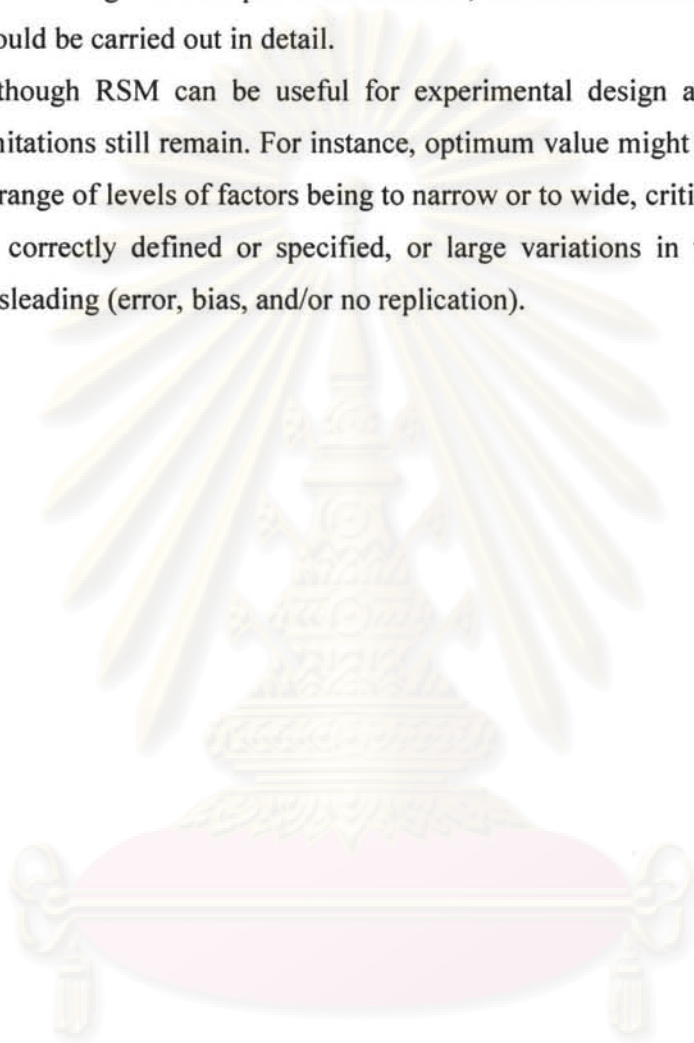 ould be carried out in detail.
though RSM can be useful for experimental design a
nitations still remain. For instance, optimum value might
range of levels of factors being to narrow or to wide, criti
correctly defined or specified, or large variations in
sleading (error, bias, and/or no replication).